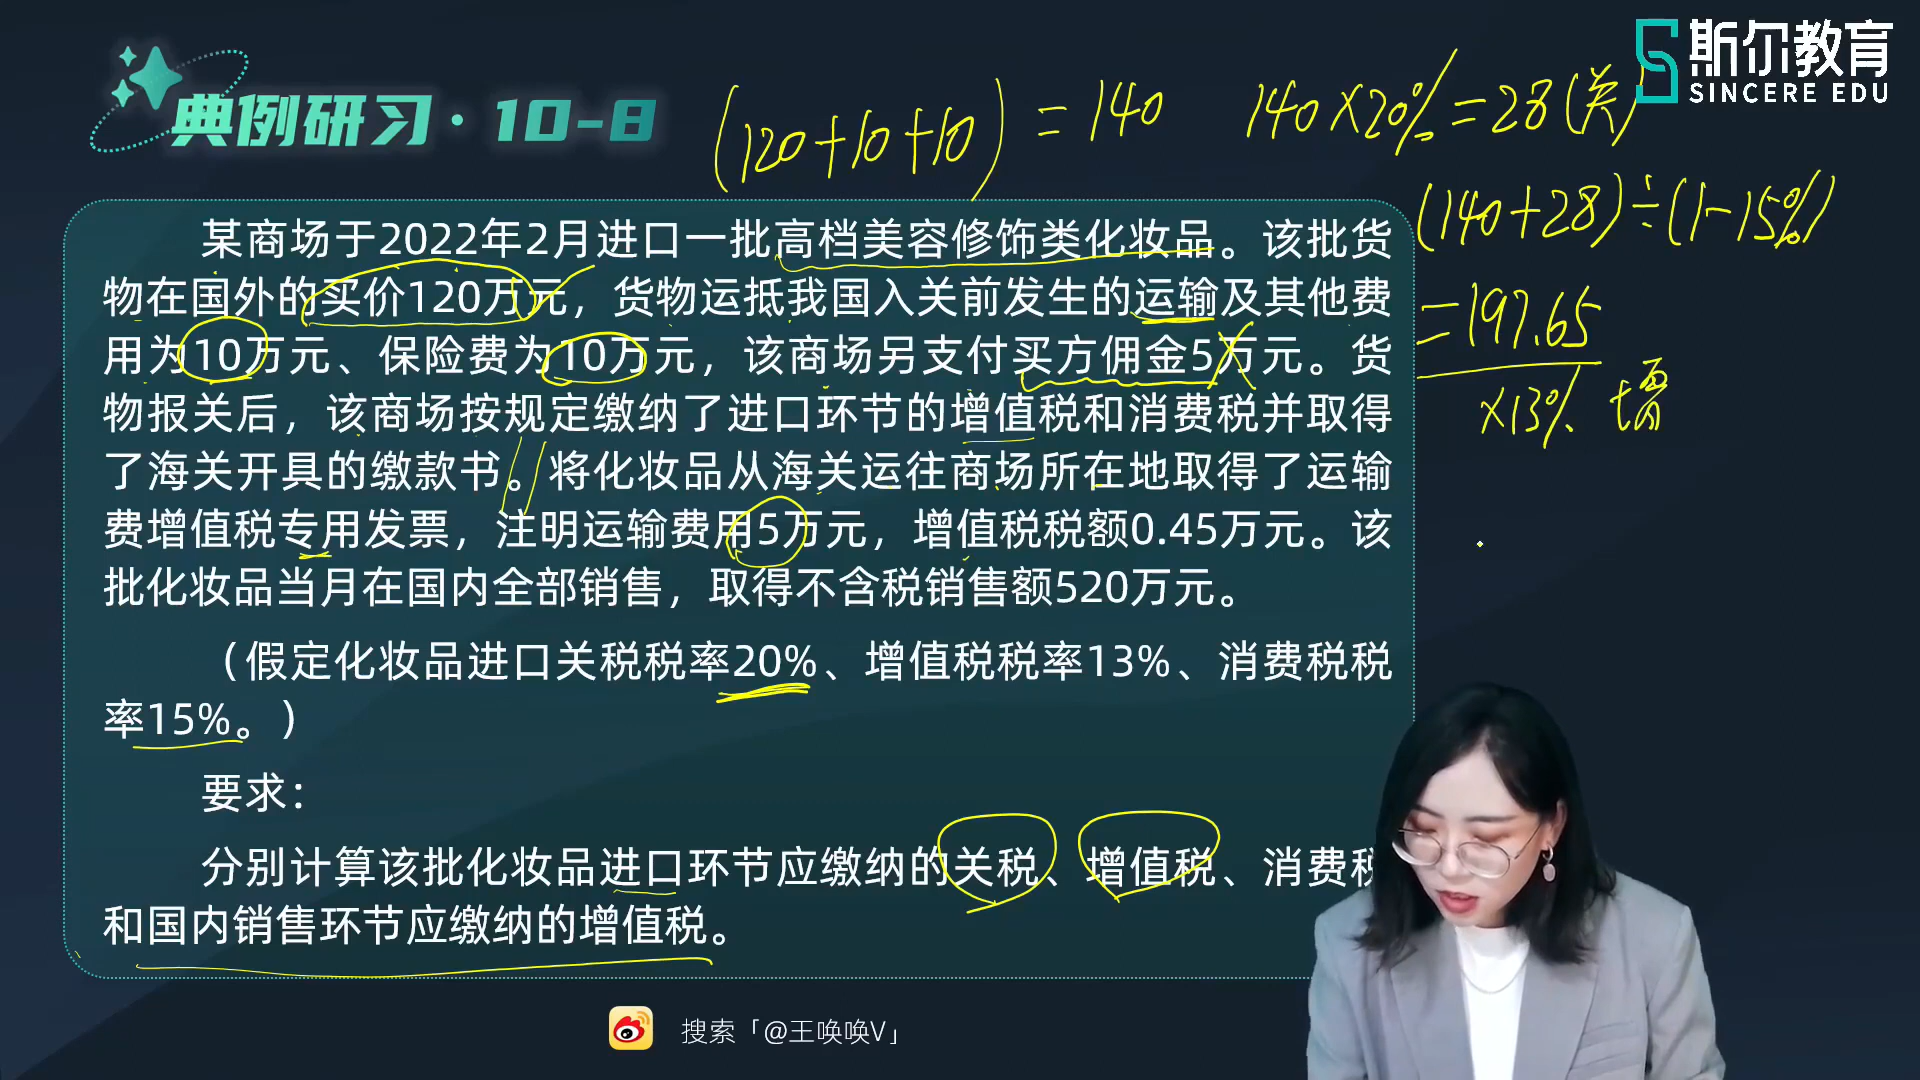 斯尔教育
SINCERE EDU
典例研习·10-8
(120+10+10)=140
140×20%=28(关)
(140+28)÷(1-15%)
=197.65
×13% 增
某商场于2022年2月进口一批高档美容修饰类化妆品。该批货
物在国外的买价120万元，货物运抵我国入关前发生的运输及其他费
用为10万元、保险费为10万元，该商场另支付买方佣金5万元。货
物报关后，该商场按规定缴纳了进口环节的增值税和消费税并取得
了海关开具的缴款书。将化妆品从海关运往商场所在地取得了运输
费增值税专用发票，注明运输费用5万元，增值税税额0.45万元。该
批化妆品当月在国内全部销售，取得不含税销售额520万元。
（假定化妆品进口关税税率20%、增值税税率13%、消费税税
率15%。）
要求：
分别计算该批化妆品进口环节应缴纳的关税、增值税、消费税
和国内销售环节应缴纳的增值税。
搜索「@王唤唤V」